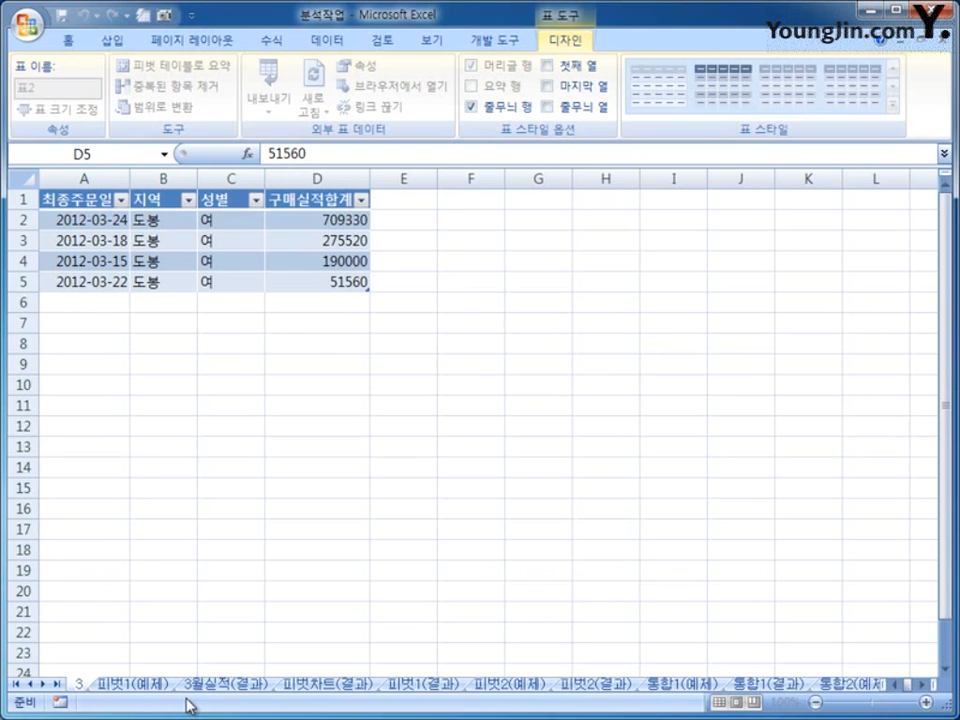 분석작업 - Microsoft Excel
표 도구
YoungJin.com Y.
홈 삽입 페이지 레이아웃 수식 데이터 검토 보기 개발 도구 디자인
표 이름:
표2
표 크기 조정
속성
피벗 테이블로 요약
중복된 항목 제거
범위로 변환
도구
내보내기
새로 고침
속성
브라우저에서 열기
링크 끊기
외부 표 데이터
머리글 행 첫째 열
요약 행 마지막 열
줄무늬 행 줄무늬 열
표 스타일 옵션
표 스타일
D5 fx 51560
A B C D E F G H I J K L
1 최종주문일 지역 성별 구매실적합계
2 2012-03-24 도봉 여 709330
3 2012-03-18 도봉 여 275520
4 2012-03-15 도봉 여 190000
5 2012-03-22 도봉 여 51560
6
7
8
9
10
11
12
13
14
15
16
17
18
19
20
21
22
23
24
3 피벗1(예제) 3월실적(결과) 피벗차트(결과) 피벗1(결과) 피벗2(예제) 피벗2(결과) 통합1(예제) 통합1(결과) 통합2(예제
준비 100%